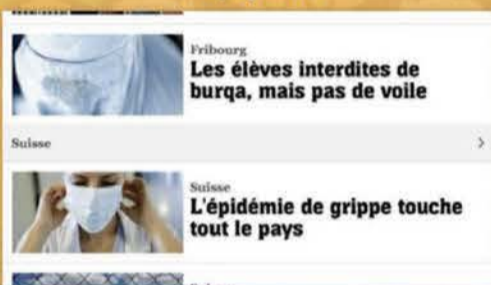 Fribourg
Les élèves interdites de
burqa, mais pas de voile
Suisse
Suisse
L'épidémie de grippe touche
tout le pays